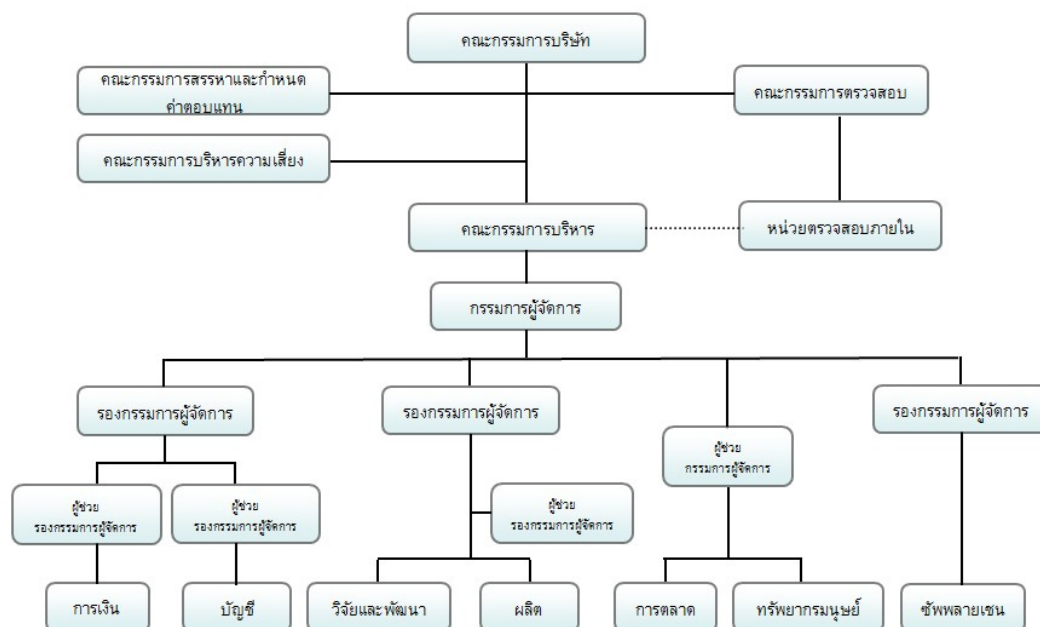 คณะกรรมการบริษัท
คณะกรรมการสรรหาและกำหนด
ค่าตอบแทน
คณะกรรมการตรวจสอบ
คณะกรรมการบริหารความเสี่ยง
คณะกรรมการบริหาร
หน่วยตรวจสอบภายใน
กรรมการผู้จัดการ
รองกรรมการผู้จัดการ
รองกรรมการผู้จัดการ
รองกรรมการผู้จัดการ
ผู้ช่วย
กรรมการผู้จัดการ
ผู้ช่วย
รองกรรมการผู้จัดการ
ผู้ช่วย
รองกรรมการผู้จัดการ
ผู้ช่วย
รองกรรมการผู้จัดการ
การเงิน
บัญชี
วิจัยและพัฒนา
ผลิต
การตลาด
ทรัพยากรมนุษย์
ซัพพลายเชน